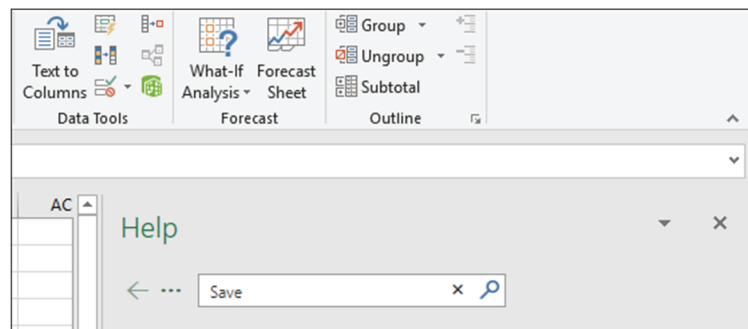 Text to
Columns
What-If
Analysis
Forecast
Sheet
Group
Ungroup
Subtotal
Data Tools
Forecast
Outline
AC
Help
Save